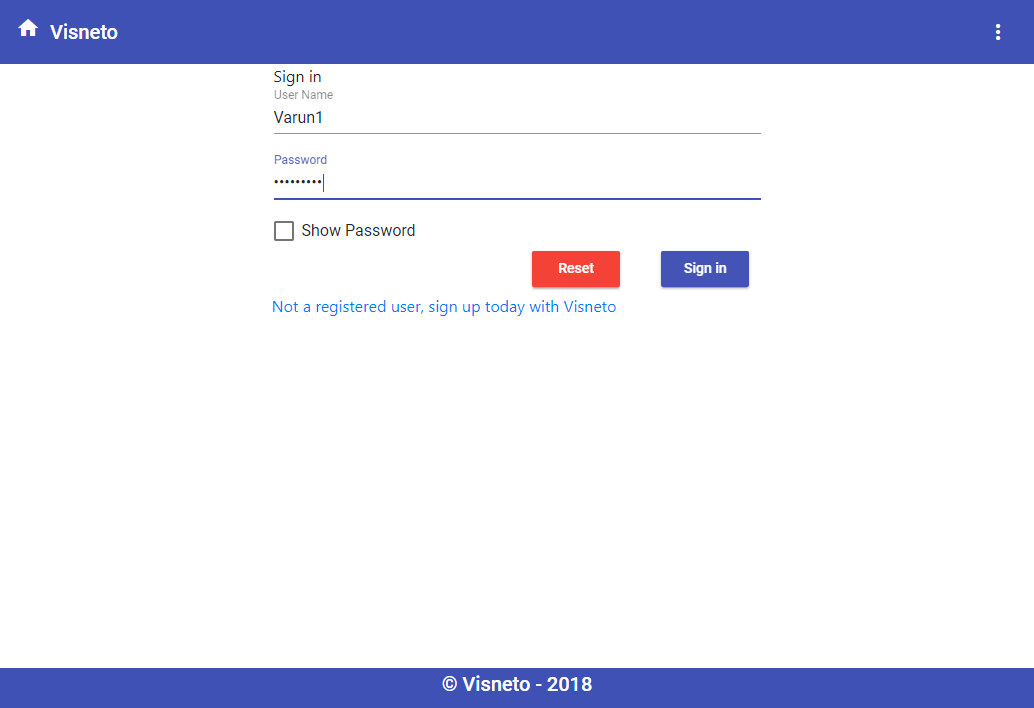 Visneto
Sign in
User Name
Varun1
Password
•••••••••
Show Password
Reset Sign in
Not a registered user, sign up today with Visneto
© Visneto - 2018